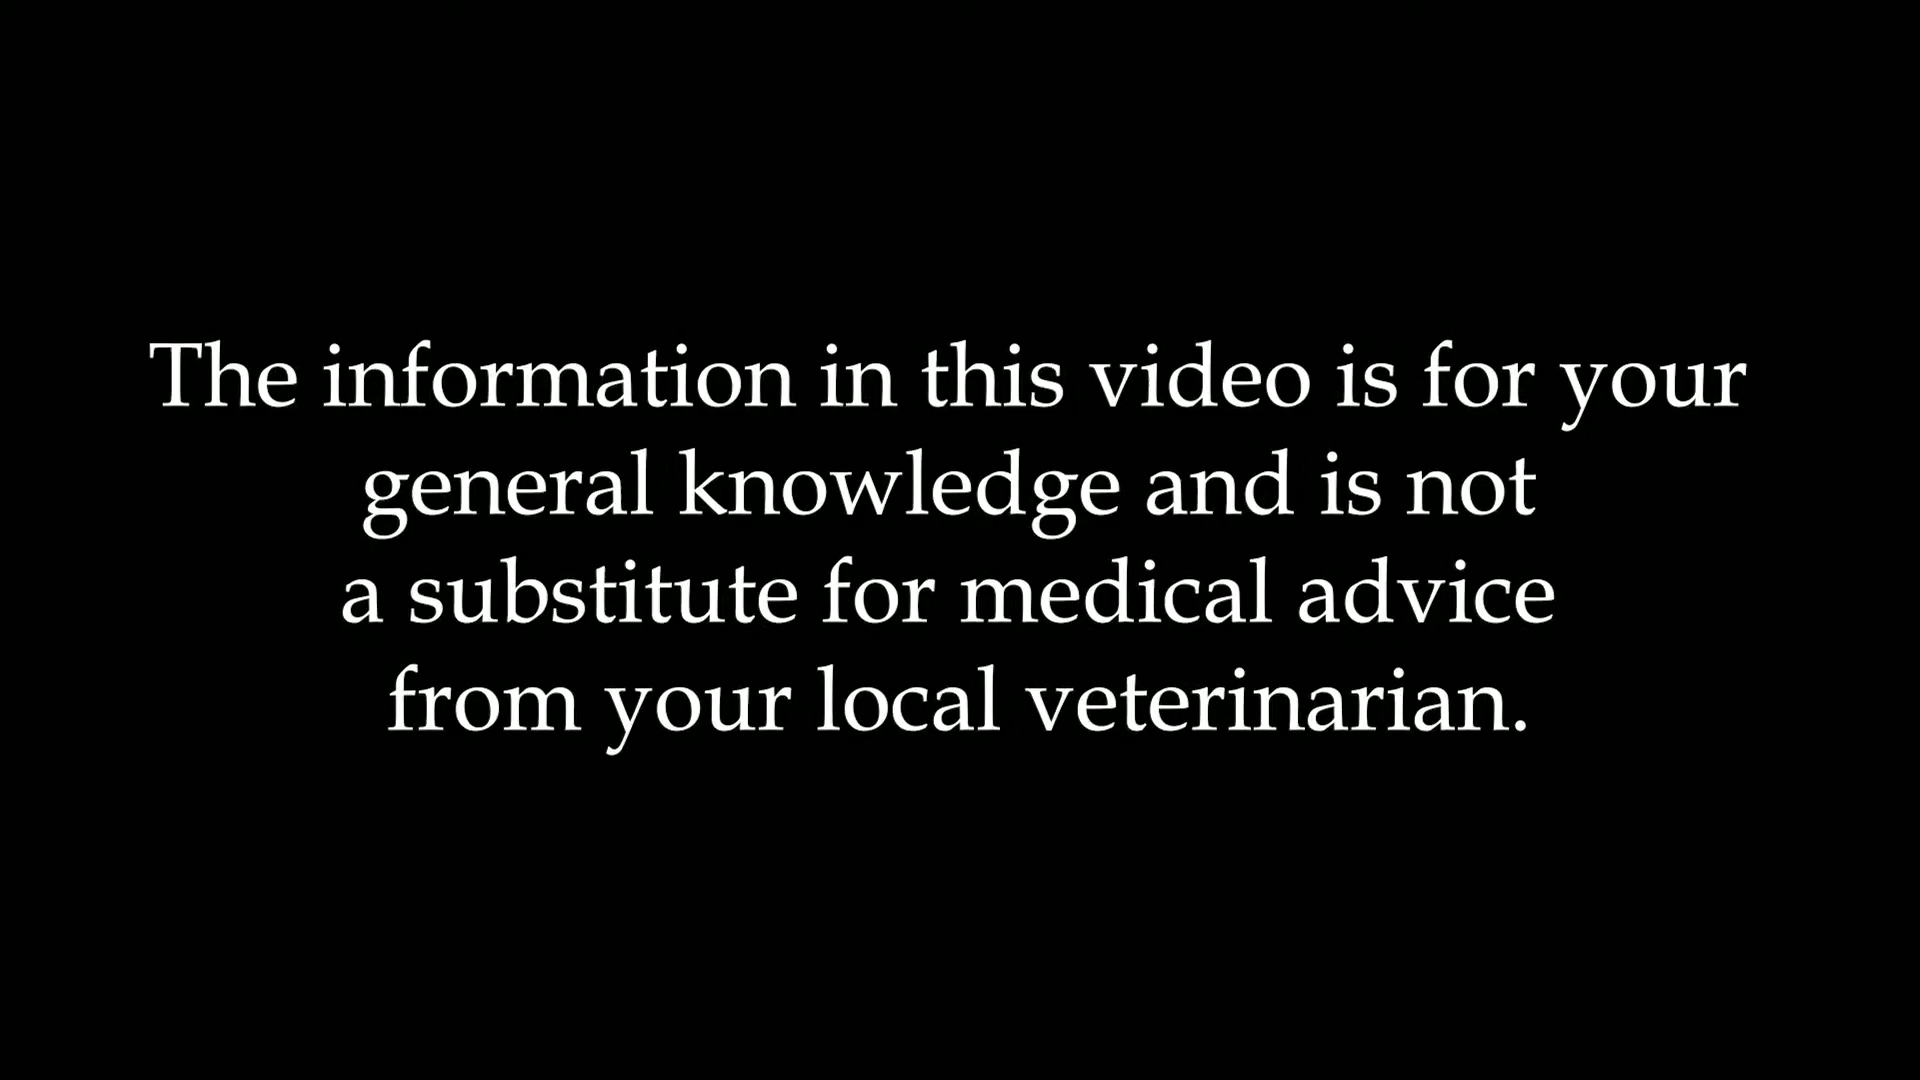 The information in this video is for your
general knowledge and is not
a substitute for medical advice
from your local veterinarian.